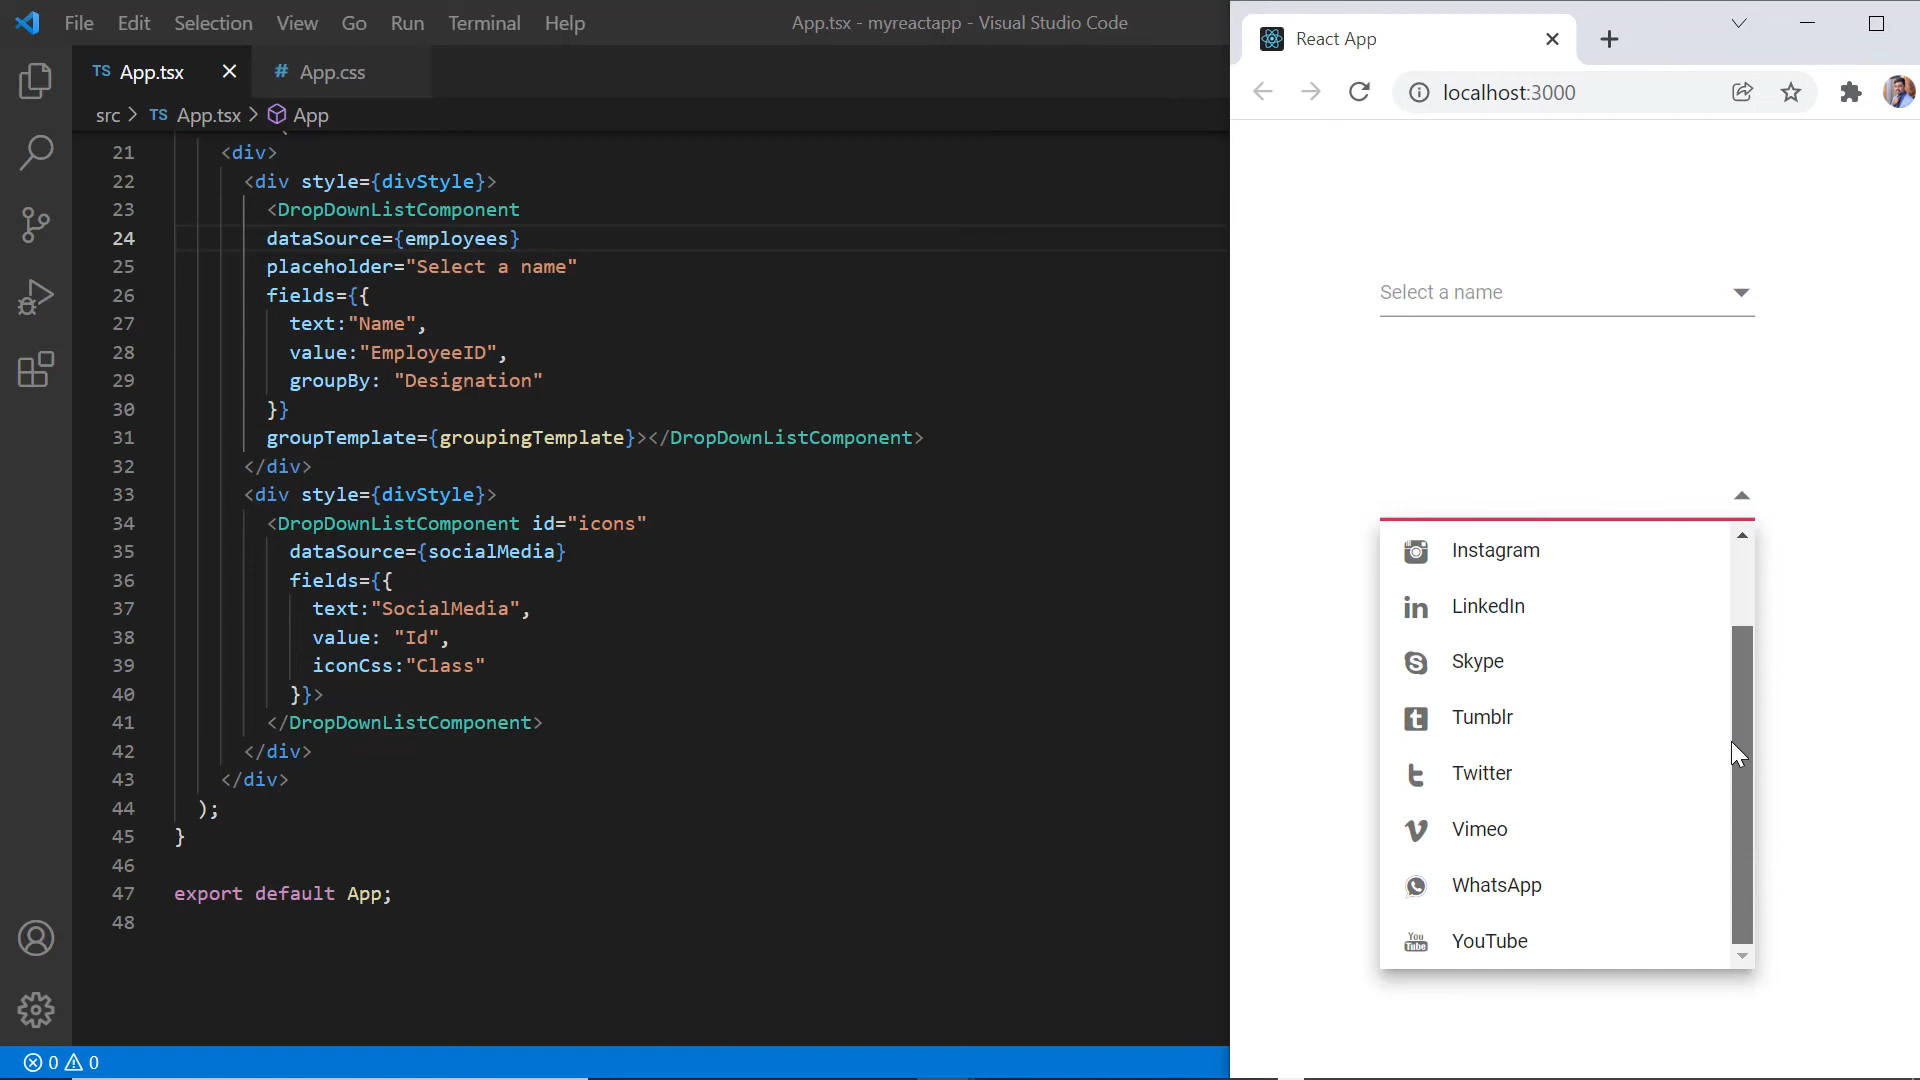 File Edit Selection View Go Run Terminal Help
App.tsx - myreactapp - Visual Studio Code
TS App.tsx
# App.css
src > TS App.tsx > App
21 <div>
22 <div style={divStyle}>
23 <DropDownListComponent
24 dataSource={employees}
25 placeholder="Select a name"
26 fields={{
27 text:"Name",
28 value:"EmployeeID",
29 groupBy: "Designation"
30 }}
31 groupTemplate={groupingTemplate}></DropDownListComponent>
32 </div>
33 <div style={divStyle}>
34 <DropDownListComponent id="icons"
35 dataSource={socialMedia}
36 fields={{
37 text:"SocialMedia",
38 value: "Id",
39 iconCss:"Class"
40 }}>
41 </DropDownListComponent>
42 </div>
43 </div>
44 );
45 }
46
47 export default App;
48
0 0
React App
localhost:3000
Select a name
Instagram
LinkedIn
Skype
Tumblr
Twitter
Vimeo
WhatsApp
You Tube YouTube